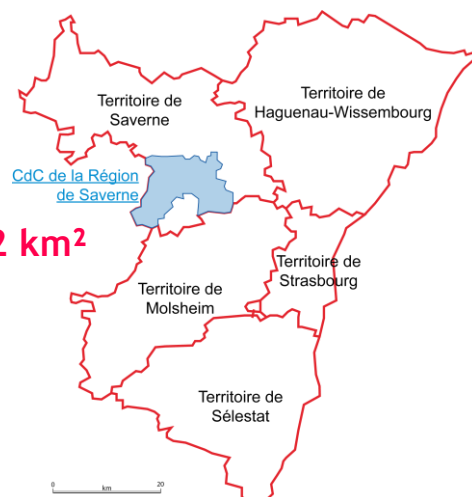 Territoire de
Saverne
Territoire de
Haguenau-Wissembourg
CdC de la Région
de Saverne
2 km²
Territoire de
Strasbourg
Territoire de
Molsheim
Territoire de
Sélestat
0 km 20